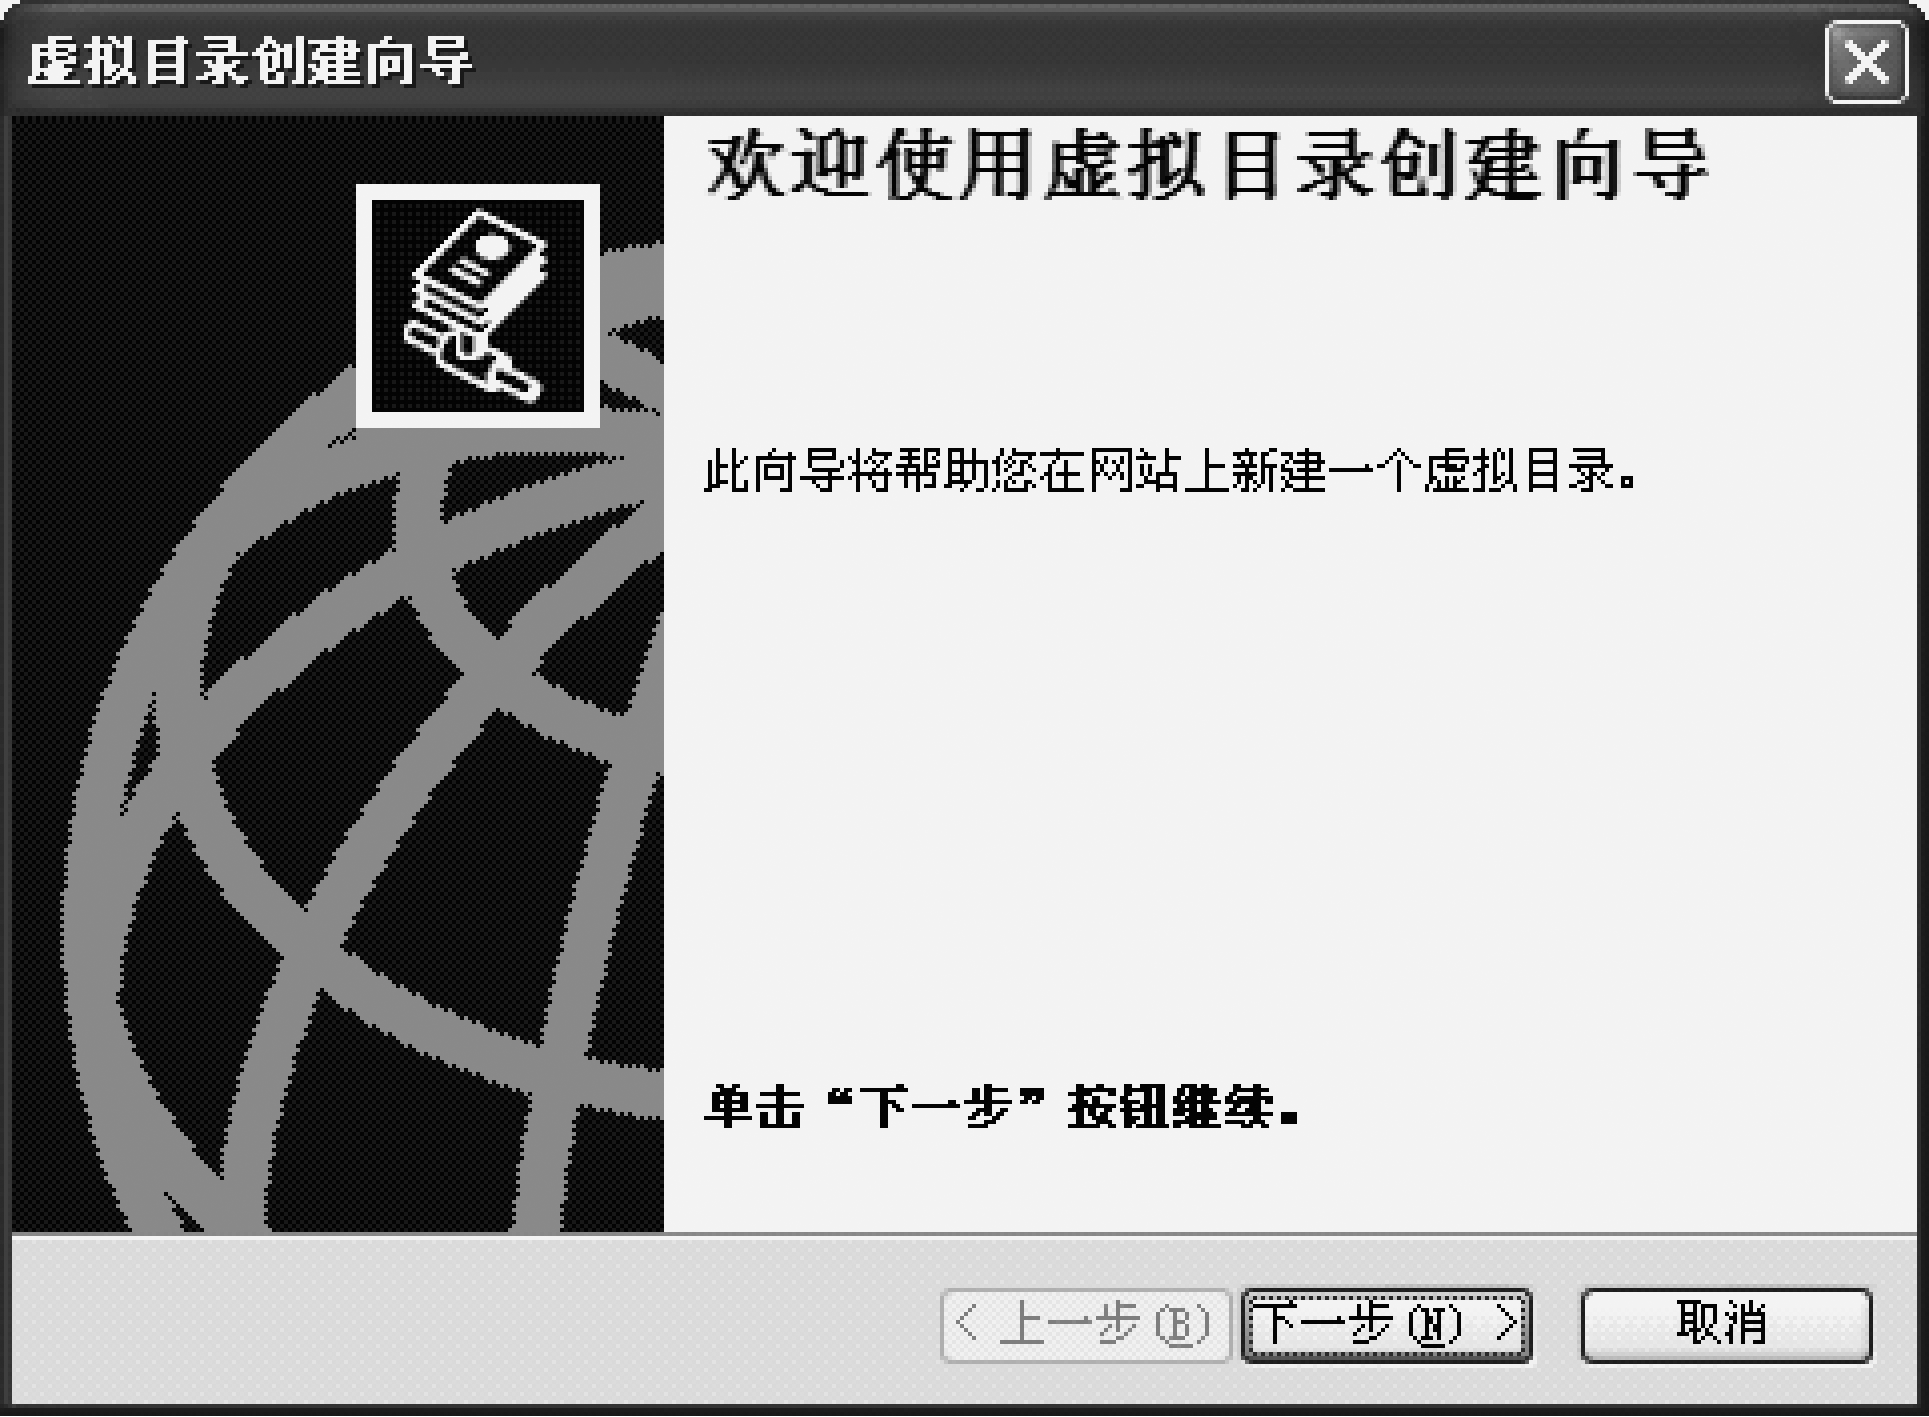 虚拟目录创建向导
欢迎使用虚拟目录创建向导
此向导将帮助您在网站上新建一个虚拟目录。
单击“下一步”按钮继续。
< 上一步(B) 下一步(N) > 取消